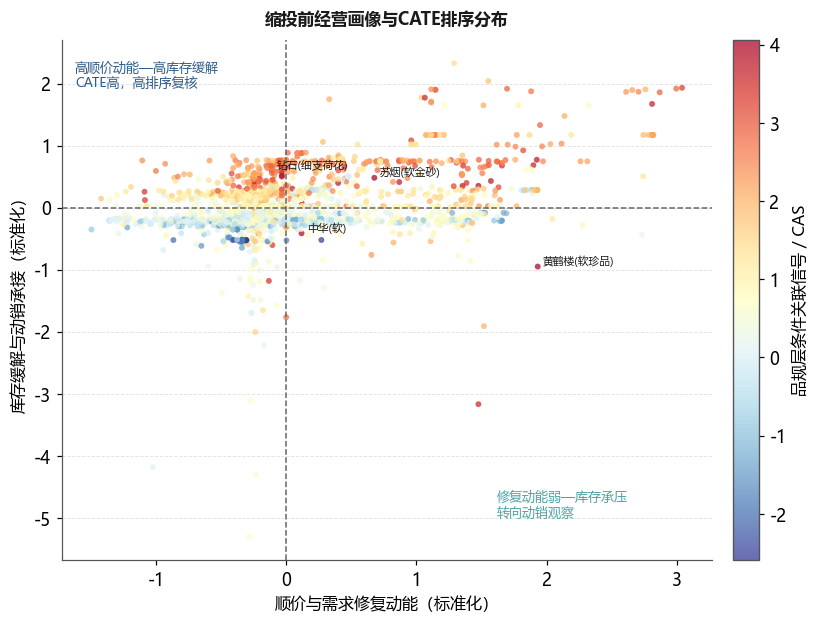 缩投前经营画像与CATE排序分布
高顺价动能—高库存缓解
CATE高，高排序复核
钻石(细支荷花)
苏烟(软金砂)
中华(软)
黄鹤楼(软珍品)
修复动能弱—库存承压
转向动销观察
2
1
0
-1
-2
-3
-4
-5
库存缓解与动销承接（标准化）
-1
0
1
2
3
顺价与需求修复动能（标准化）
4
3
2
1
0
-1
-2
品规层条件关联信号 / CAS